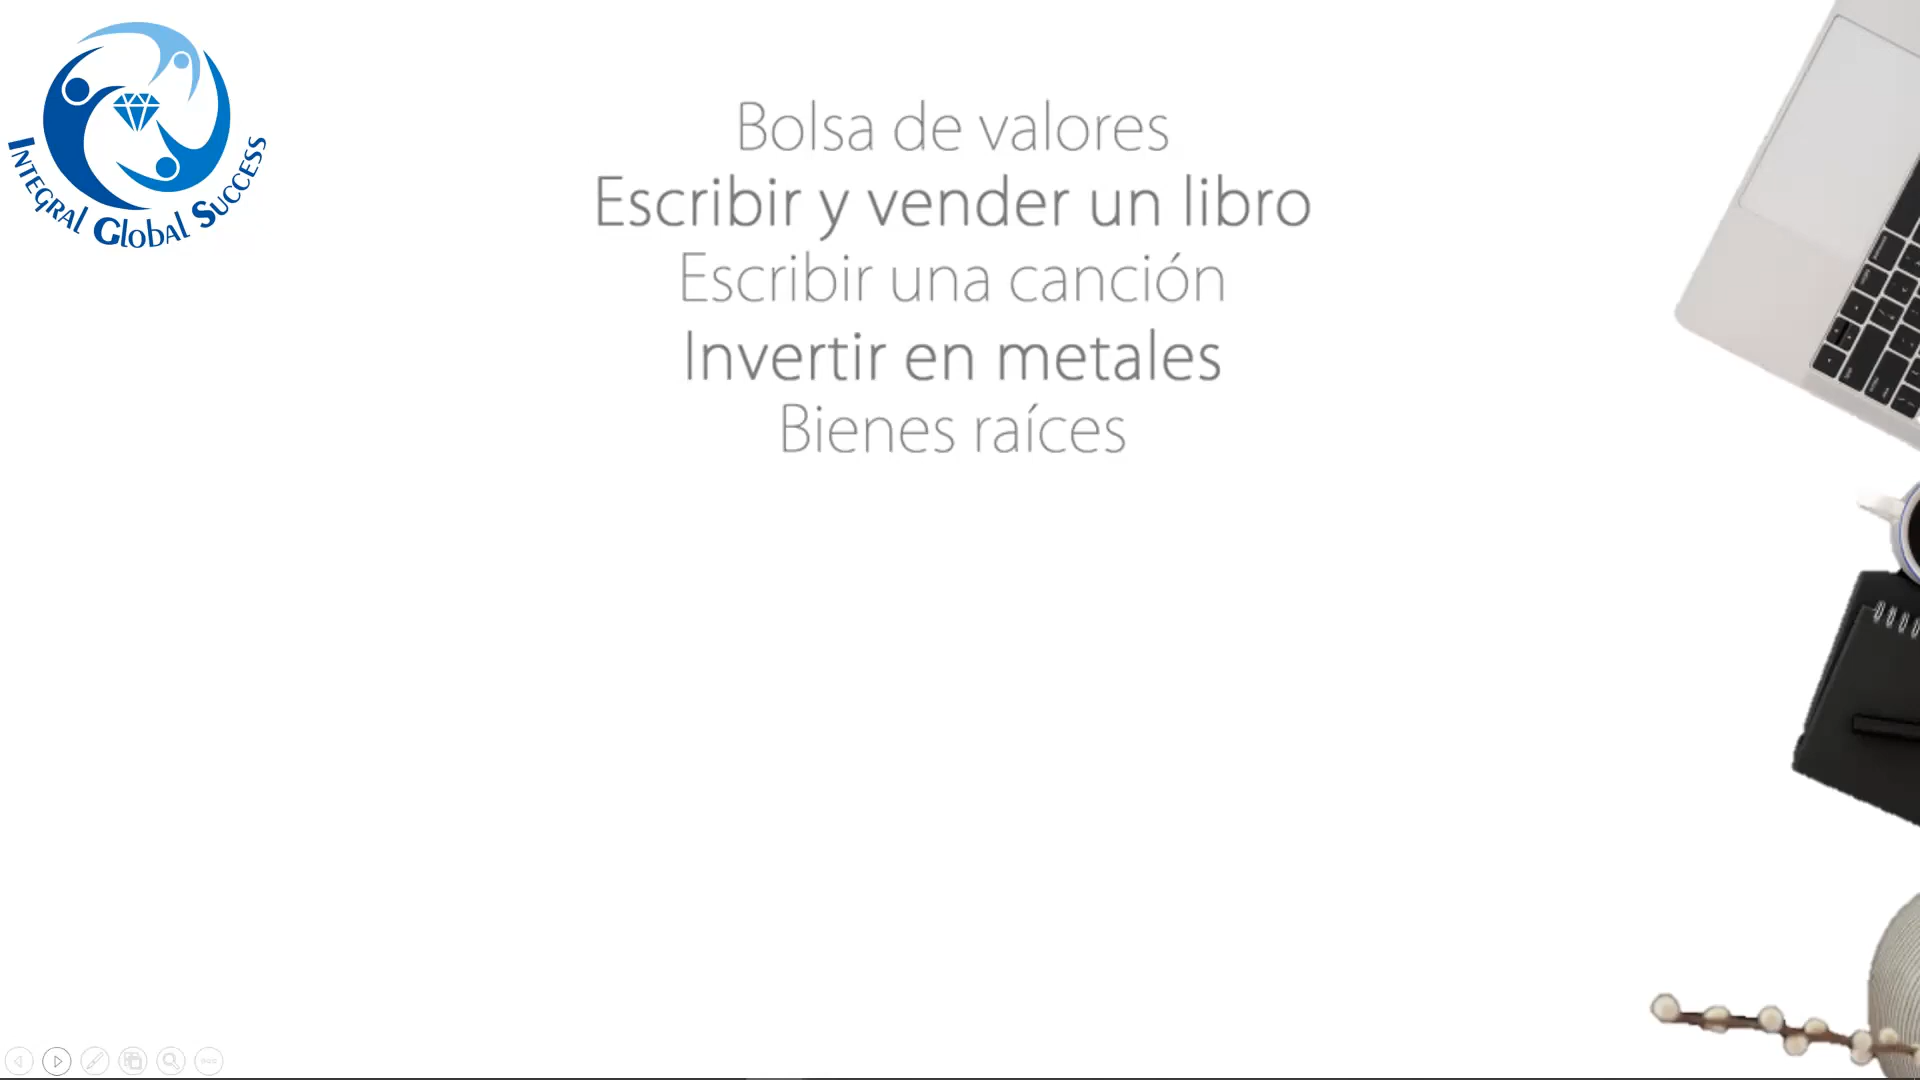 Integral Global Success
Bolsa de valores
Escribir y vender un libro
Escribir una canción
Invertir en metales
Bienes raíces